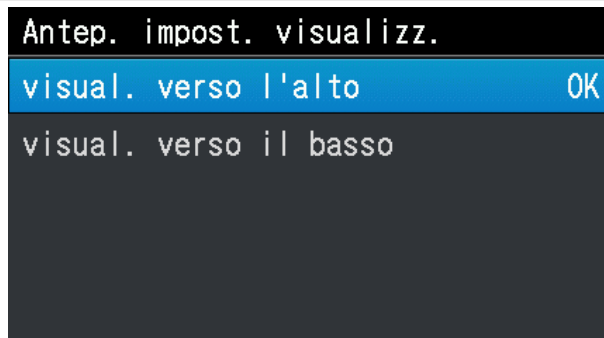 Antep. impost. visualizz.
visual. verso l'alto OK
visual. verso il basso